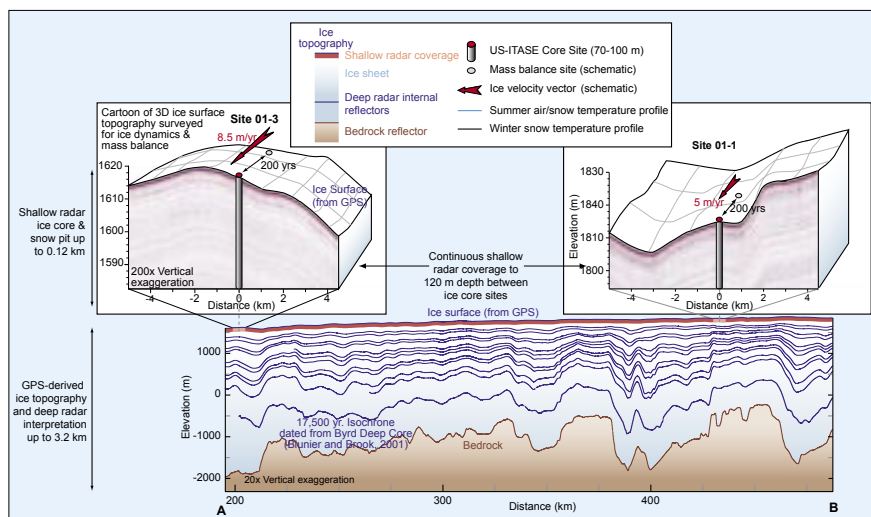 Ice
topography
Shallow radar coverage
Ice sheet
Deep radar internal
reflectors
Bedrock reflector
US-ITASE Core Site (70-100 m)
Mass balance site (schematic)
Ice velocity vector (schematic)
Summer air/snow temperature profile
Winter snow temperature profile
Cartoon of 3D ice surface
topography surveyed
for ice dynamics &
mass balance
Site 01-3
8.5 m/yr
200 yrs
Ice Surface
(from GPS)
1620
1610
1600
1590
200x Vertical
exaggeration
-4
-2
0
2
4
Distance (km)
Site 01-1
5 m/yr
200 yrs
Elevation (m)
1830
1840
1810
1800
-4
-2
0
2
4
Distance (km)
Shallow radar
ice core &
snow pit up
to 0.12 km
Continuous shallow
radar coverage to
120 m depth between
ice core sites
Ice surface (from GPS)
GPS-derived
ice topography
and deep radar
interpretation
up to 3.2 km
Elevation (m)
1000
0
-1000
-2000
17,500 yr. Isochrone
dated from Byrd Deep Core
(Blunier and Brook, 2001)
Bedrock
20x Vertical exaggeration
200
300
400
A
Distance (km)
B